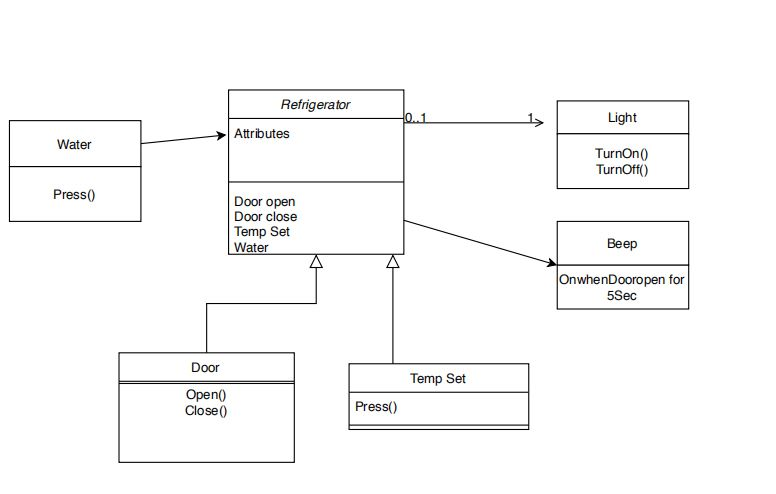 Refrigerator
Attributes
Door open
Door close
Temp Set
Water
0..1
1
Light
TurnOn()
TurnOff()
Water
Press()
Beep
OnwhenDooropen for
5Sec
Door
Open()
Close()
Temp Set
Press()